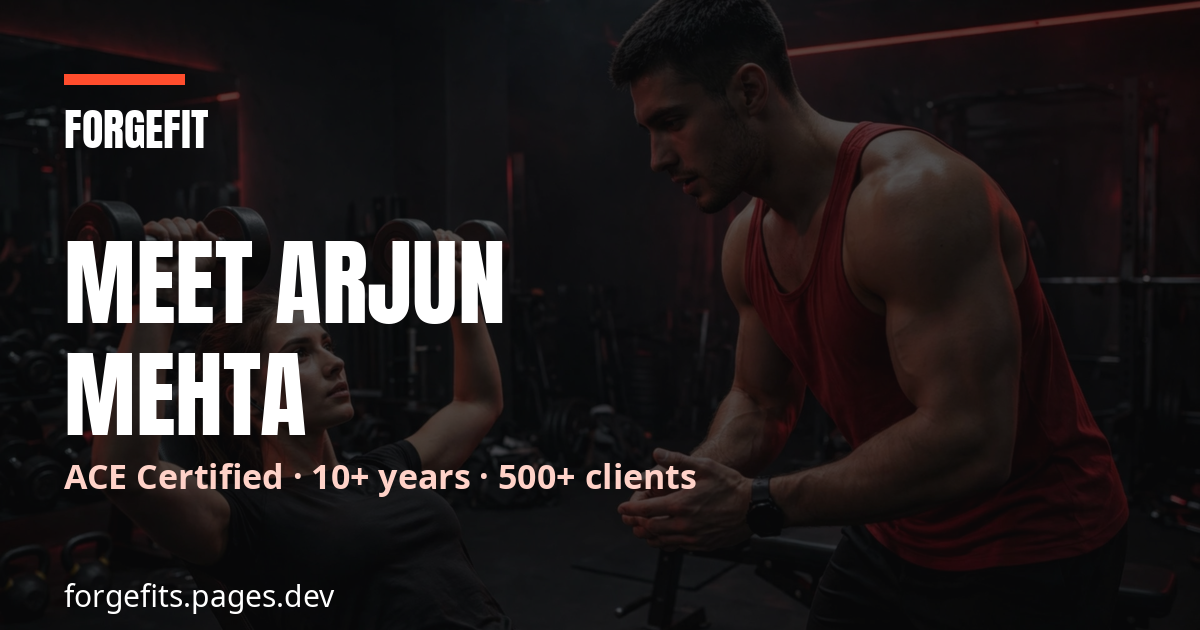 FORGEFIT
MEET ARJUN
MEHTA
ACE Certified · 10+ years · 500+ clients
forgefits.pages.dev